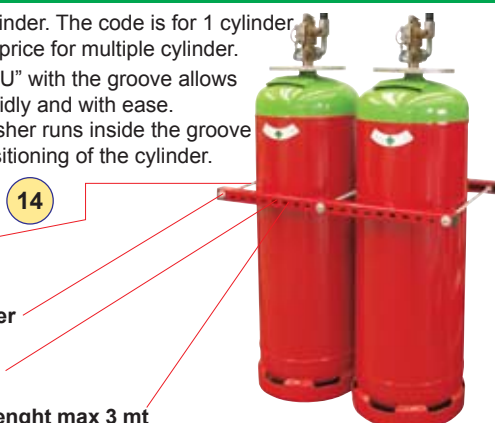 inder. The code is for 1 cylinder
price for multiple cylinder.
U” with the groove allows
idly and with ease.
sher runs inside the groove
sitioning of the cylinder.
14
er
enght max 3 mt